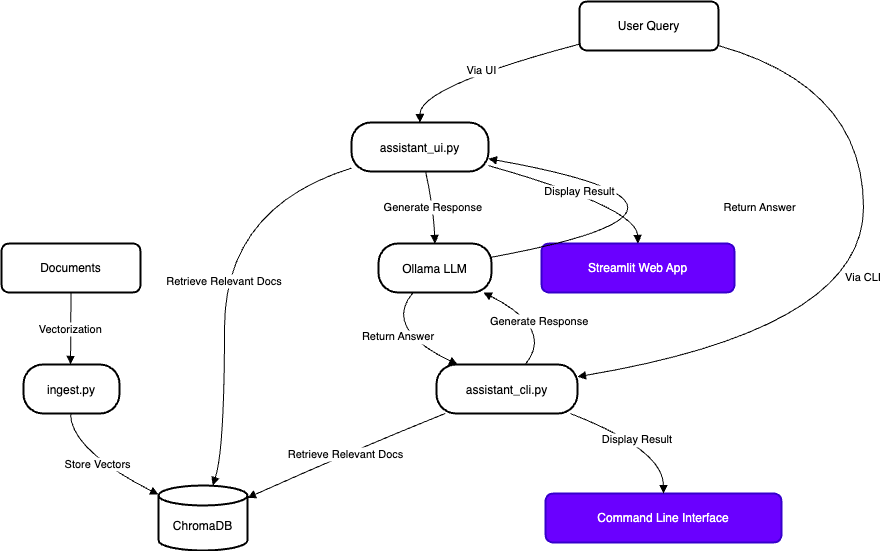 User Query
Via UI
assistant_ui.py
Display Result
Generate Response
Return Answer
Documents
Ollama LLM
Streamlit Web App
Retrieve Relevant Docs
Via CLI
Vectorization
Generate Response
Return Answer
ingest.py
assistant_cli.py
Display Result
Retrieve Relevant Docs
Store Vectors
ChromaDB
Command Line Interface